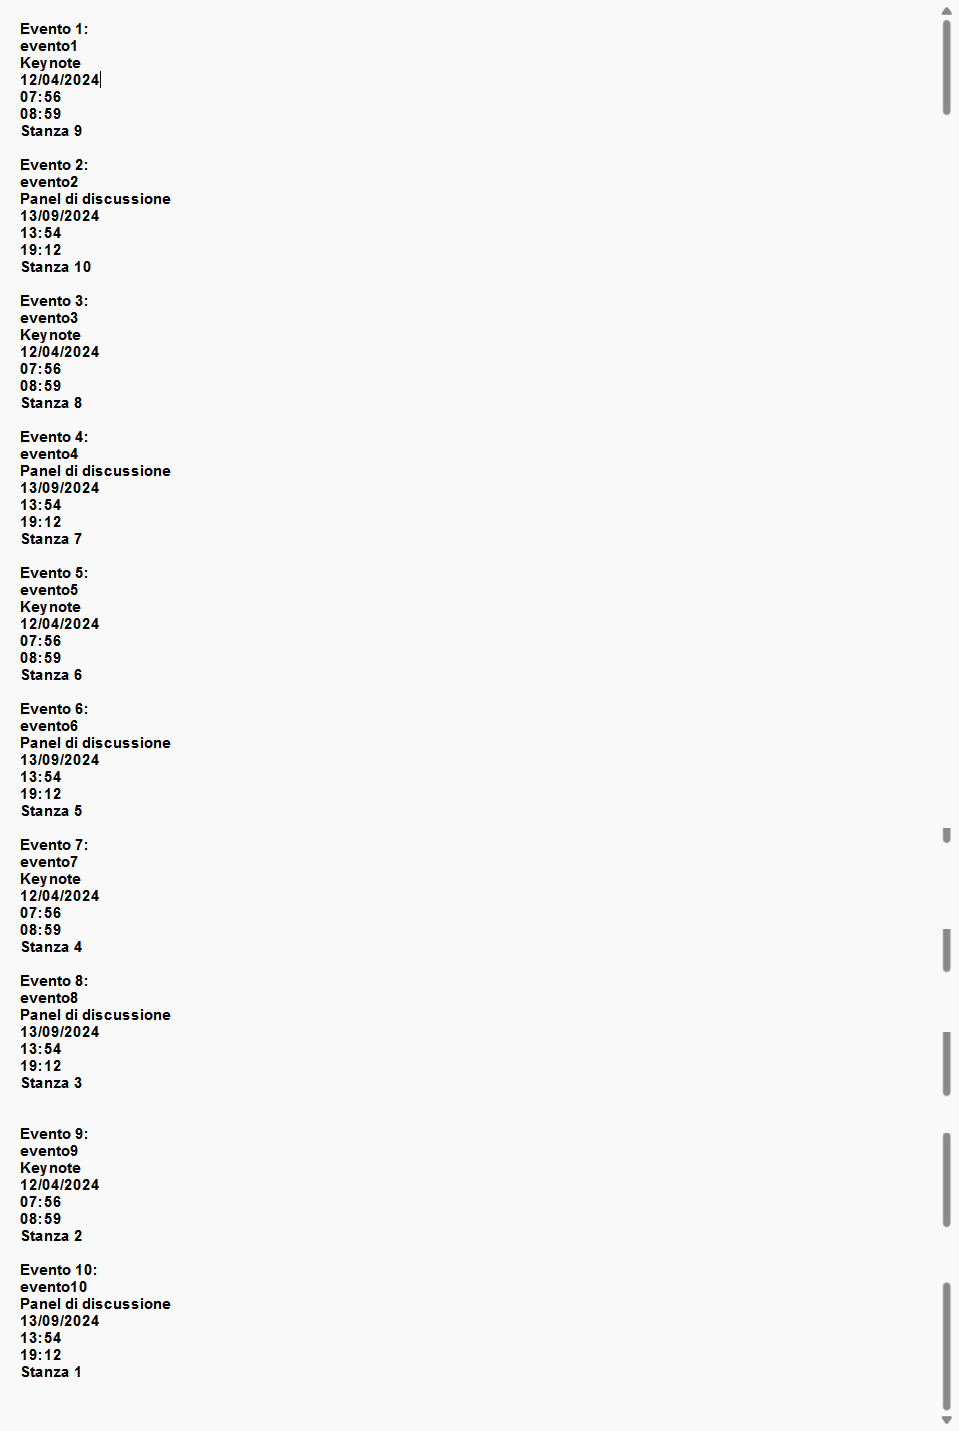 Evento 1:
evento1
Keynote
12/04/2024
07:56
08:59
Stanza 9
Evento 2:
evento2
Panel di discussione
13/09/2024
13:54
19:12
Stanza 10
Evento 3:
evento3
Keynote
12/04/2024
07:56
08:59
Stanza 8
Evento 4:
evento4
Panel di discussione
13/09/2024
13:54
19:12
Stanza 7
Evento 5:
evento5
Keynote
12/04/2024
07:56
08:59
Stanza 6
Evento 6:
evento6
Panel di discussione
13/09/2024
13:54
19:12
Stanza 5
Evento 7:
evento7
Keynote
12/04/2024
07:56
08:59
Stanza 4
Evento 8:
evento8
Panel di discussione
13/09/2024
13:54
19:12
Stanza 3
Evento 9:
evento9
Keynote
12/04/2024
07:56
08:59
Stanza 2
Evento 10:
evento10
Panel di discussione
13/09/2024
13:54
19:12
Stanza 1